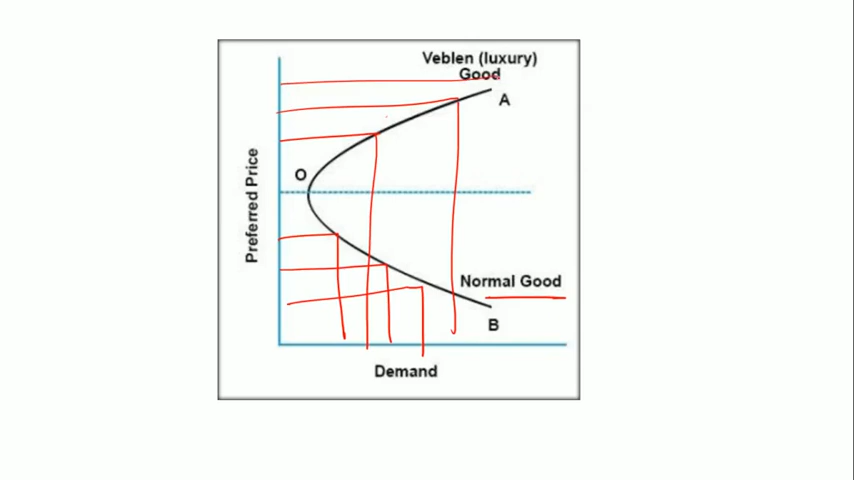 Veblen (luxury)
Good
A
O
Preferred Price
Normal Good
B
Demand